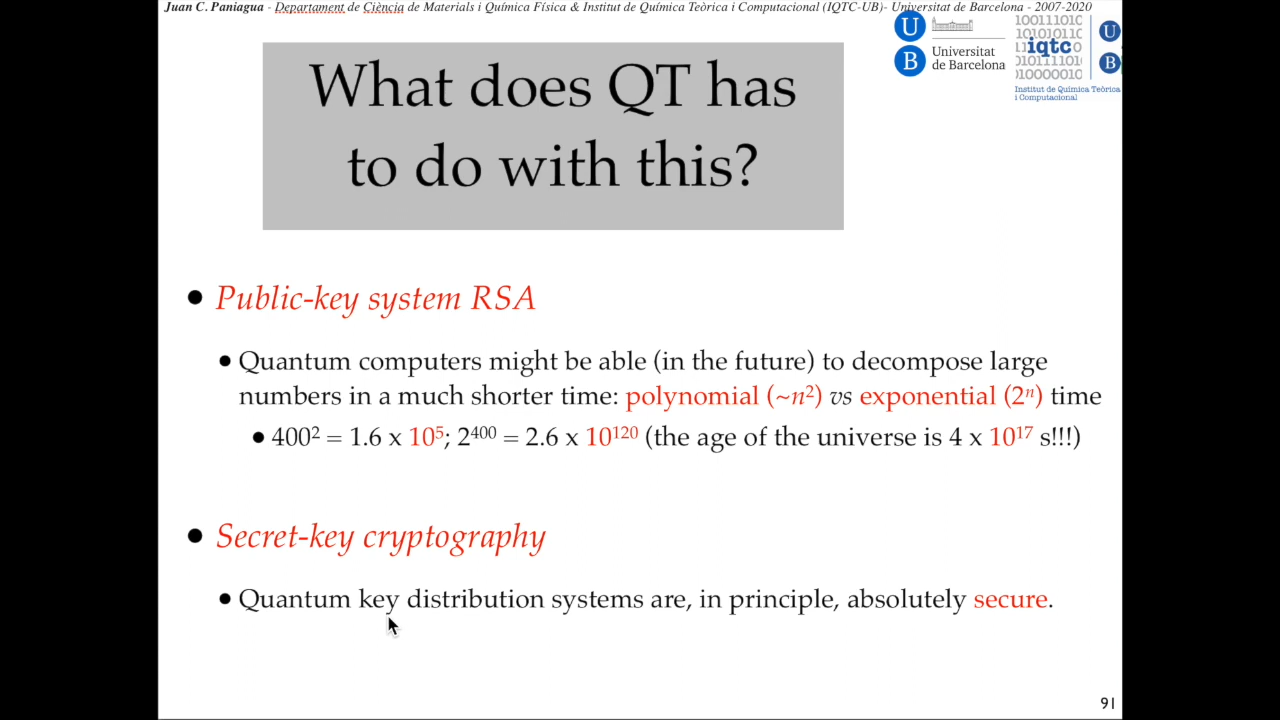 Juan C. Paniagua - Departament de Ciència de Materials i Química Física & Institut de Química Teòrica i Computacional (IQTC-UB)- Universitat de Barcelona - 2007-2020
U
B
Universitat
de Barcelona
100111010
iqtc
010000010
Institut de Química Teòrica
i Computacional
U
B
What does QT has
to do with this?
● Public-key system RSA
● Quantum computers might be able (in the future) to decompose large
numbers in a much shorter time: polynomial (~n²) vs exponential (2ⁿ) time
● 400² = 1.6 x 10⁵; 2⁴⁰⁰ = 2.6 x 10¹²⁰ (the age of the universe is 4 x 10¹⁷ s!!!)
● Secret-key cryptography
● Quantum key distribution systems are, in principle, absolutely secure.
91